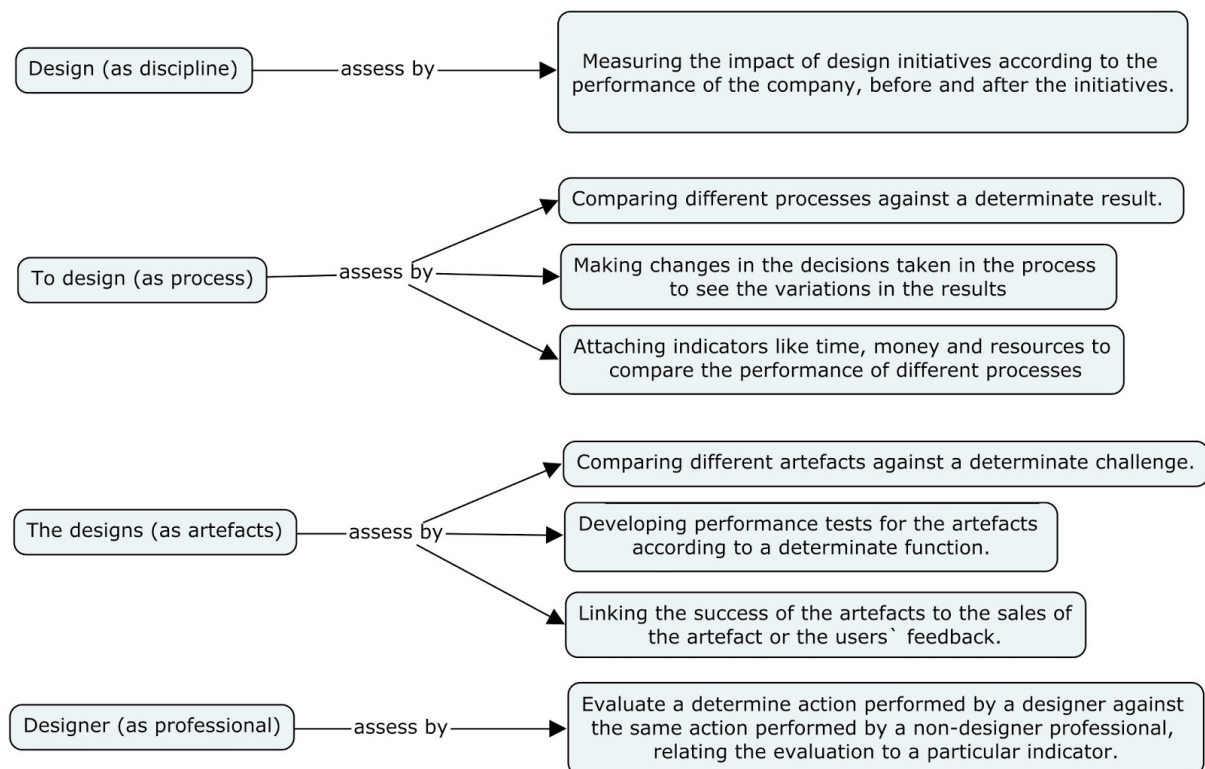 Design (as discipline)
assess by
Measuring the impact of design initiatives according to the
performance of the company, before and after the initiatives.
To design (as process)
assess by
Comparing different processes against a determinate result.
Making changes in the decisions taken in the process
to see the variations in the results
Attaching indicators like time, money and resources to
compare the performance of different processes
The designs (as artefacts)
assess by
Comparing different artefacts against a determinate challenge.
Developing performance tests for the artefacts
according to a determinate function.
Linking the success of the artefacts to the sales of
the artefact or the users` feedback.
Designer (as professional)
assess by
Evaluate a determine action performed by a designer against
the same action performed by a non-designer professional,
relating the evaluation to a particular indicator.